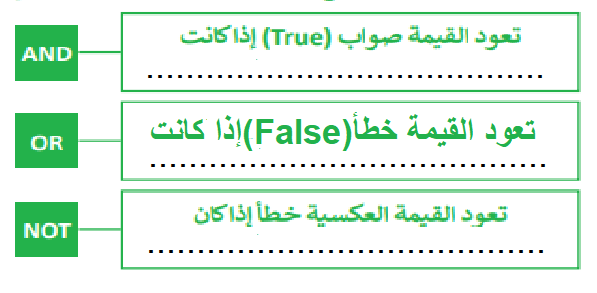 AND
تعود القيمة صواب (True) إذا كانت
........................................
OR
تعود القيمة خطأ(False)إذا كانت
........................................
NOT
تعود القيمة العكسية خطأ إذا كان
........................................